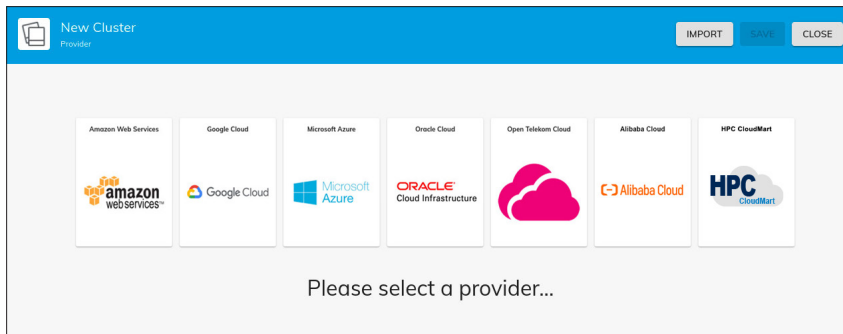 New Cluster
Provider
IMPORT SAVE CLOSE
Amazon Web Services Google Cloud Microsoft Azure Oracle Cloud Open Telekom Cloud Alibaba Cloud HPC CloudMart
amazon
web services™
Google Cloud
Microsoft
Azure
ORACLE
Cloud Infrastructure
Alibaba Cloud
HPC
CloudMart
Please select a provider...